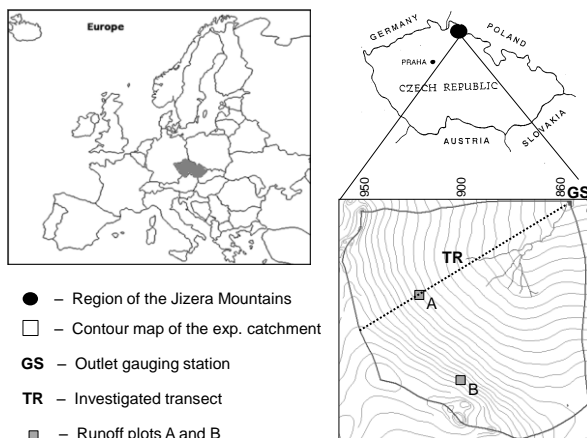 Europe
GERMANY
POLAND
PRAHA
CZECH REPUBLIC
AUSTRIA
SLOVAKIA
950
900
860
GS
TR
A
B
– Region of the Jizera Mountains
– Contour map of the exp. catchment
GS – Outlet gauging station
TR – Investigated transect
– Runoff plots A and B